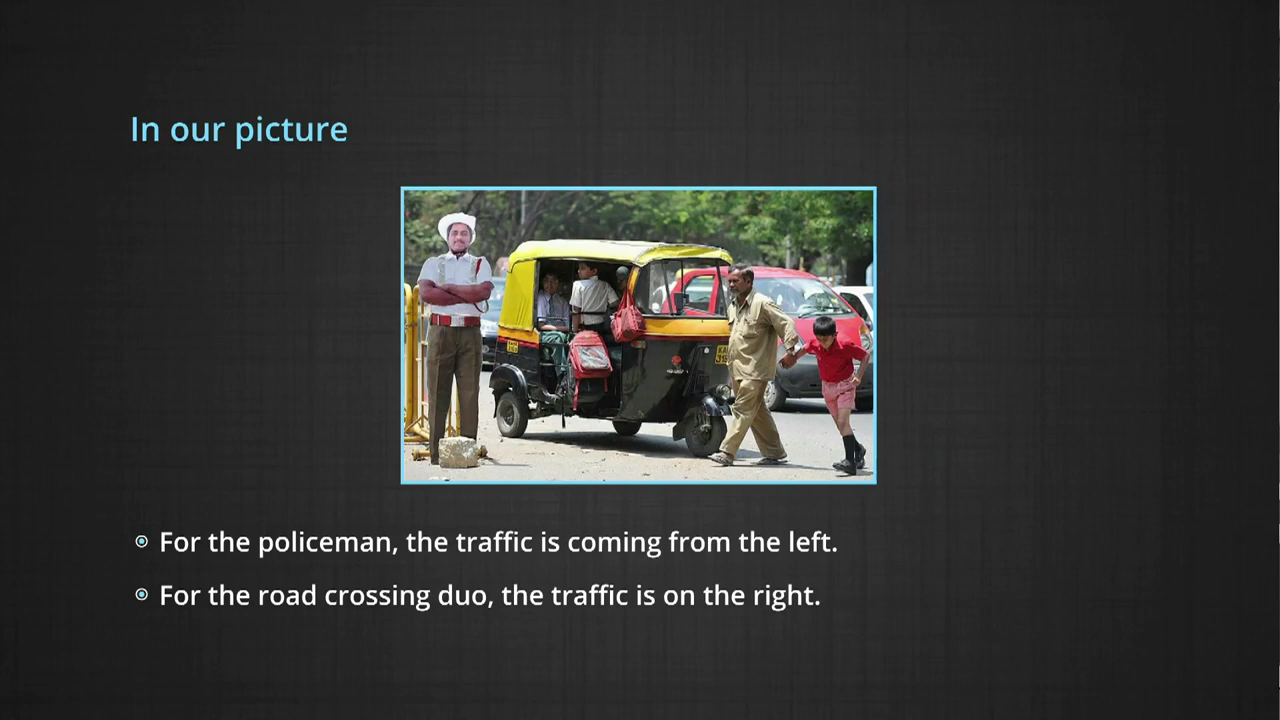 In our picture
For the policeman, the traffic is coming from the left.
For the road crossing duo, the traffic is on the right.